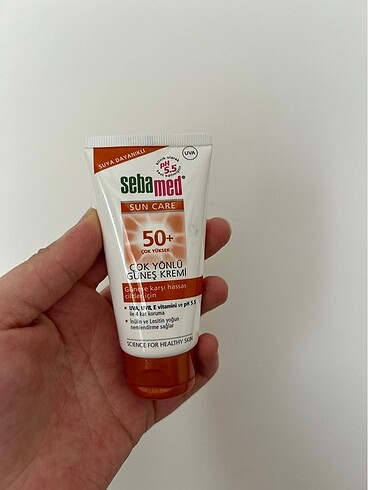 SUYA DAYANIKLI
pH
5.5
UVA
sebamed®
SUN CARE
50+
ÇOK YÜKSEK
ÇOK YÖNLÜ
GÜNEŞ KREMİ
Güneşe karşı hassas
ciltler için
• UVA, UVB, E vitamini ve pH 5.5
ile 4 kat koruma
• İnülin ve Lesitin yoğun
nemlendirme sağlar
SCIENCE FOR HEALTHY SKIN